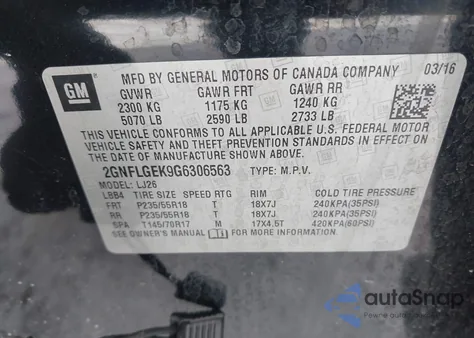 GM
MFD BY GENERAL MOTORS OF CANADA COMPANY 03/16
GVWR GAWR FRT GAWR RR
2300 KG 1175 KG 1240 KG
5070 LB 2590 LB 2733 LB
THIS VEHICLE CONFORMS TO ALL APPLICABLE U.S. FEDERAL MOTOR
VEHICLE SAFETY AND THEFT PREVENTION STANDARDS IN EFFECT
ON THE DATE OF MANUFACTURE SHOWN ABOVE.
2GNFLGEK9G6306563 TYPE: M.P.V.
MODEL: LJ26
LBB4 TIRE SIZE SPEED RTG RIM COLD TIRE PRESSURE
FRT P235/55R18 T 18X7J 240KPA(35PSI)
RR P235/55R18 T 18X7J 240KPA(35PSI)
SPA T145/70R17 M 17X4.5T 420KPA(60PSI)
SEE OWNER'S MANUAL FOR MORE INFORMATION.
autoSnap